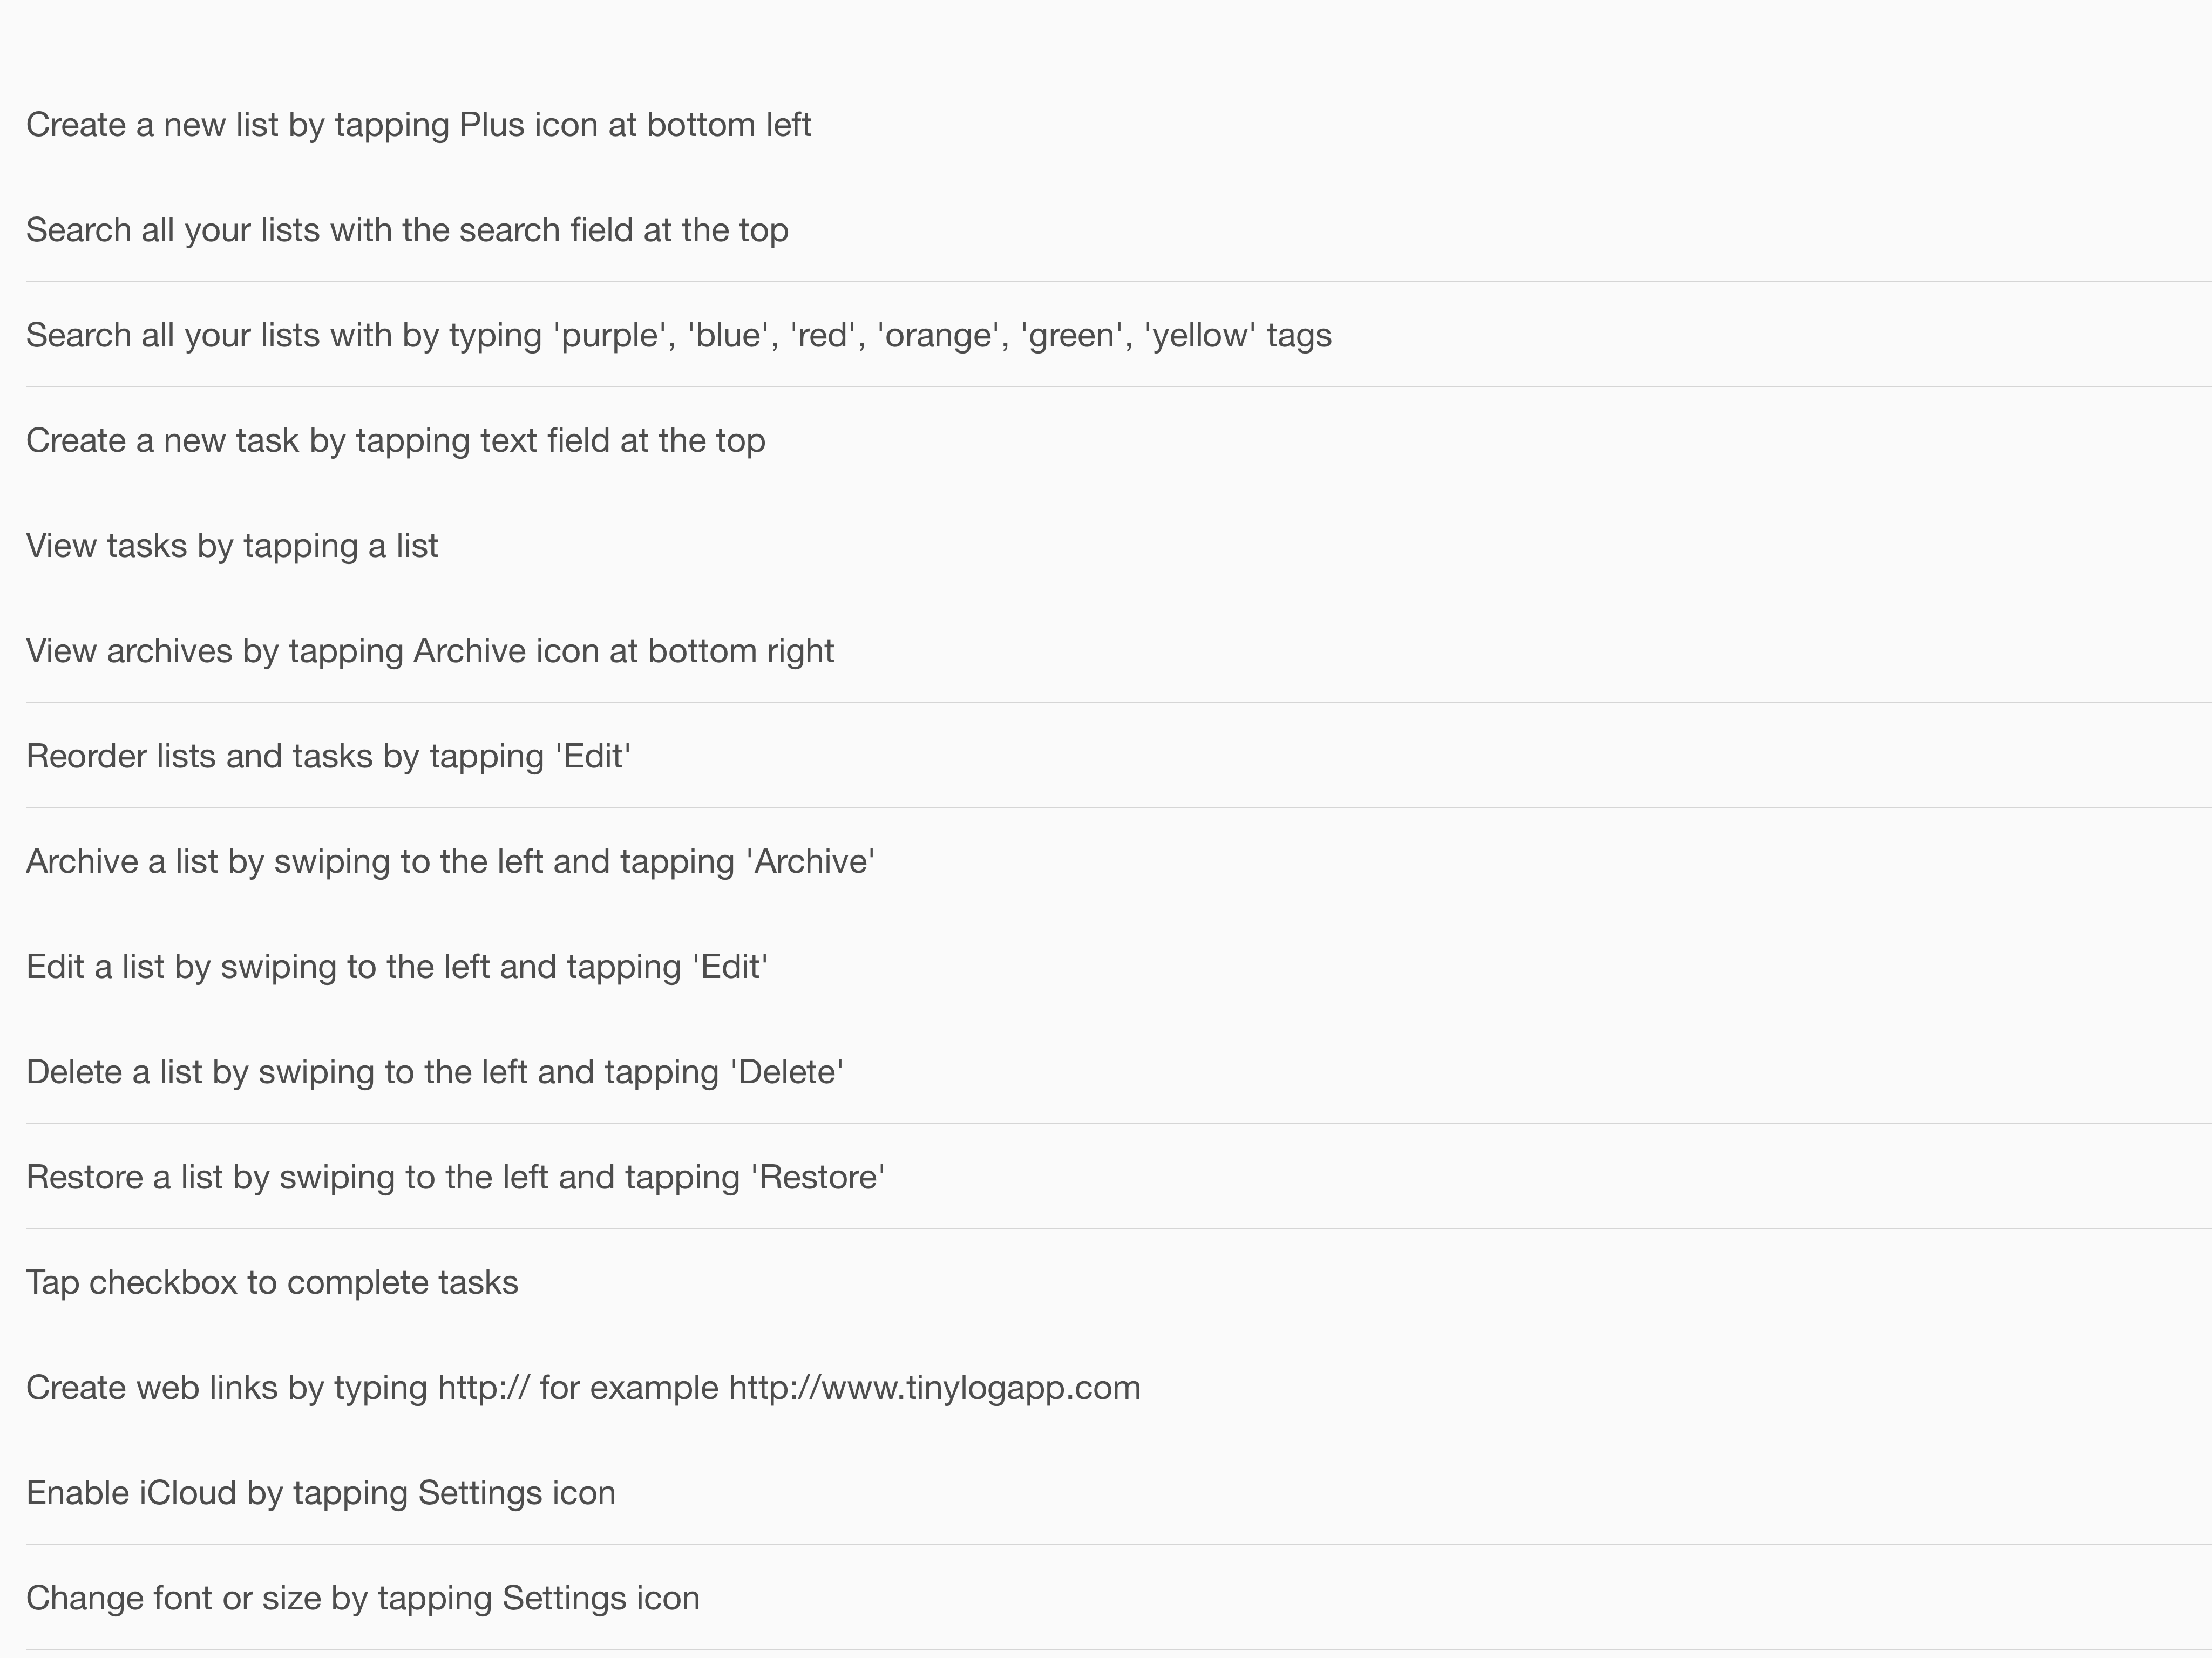 Create a new list by tapping Plus icon at bottom left
Search all your lists with the search field at the top
Search all your lists with by typing 'purple', 'blue', 'red', 'orange', 'green', 'yellow' tags
Create a new task by tapping text field at the top
View tasks by tapping a list
View archives by tapping Archive icon at bottom right
Reorder lists and tasks by tapping 'Edit'
Archive a list by swiping to the left and tapping 'Archive'
Edit a list by swiping to the left and tapping 'Edit'
Delete a list by swiping to the left and tapping 'Delete'
Restore a list by swiping to the left and tapping 'Restore'
Tap checkbox to complete tasks
Create web links by typing http:// for example http://www.tinylogapp.com
Enable iCloud by tapping Settings icon
Change font or size by tapping Settings icon